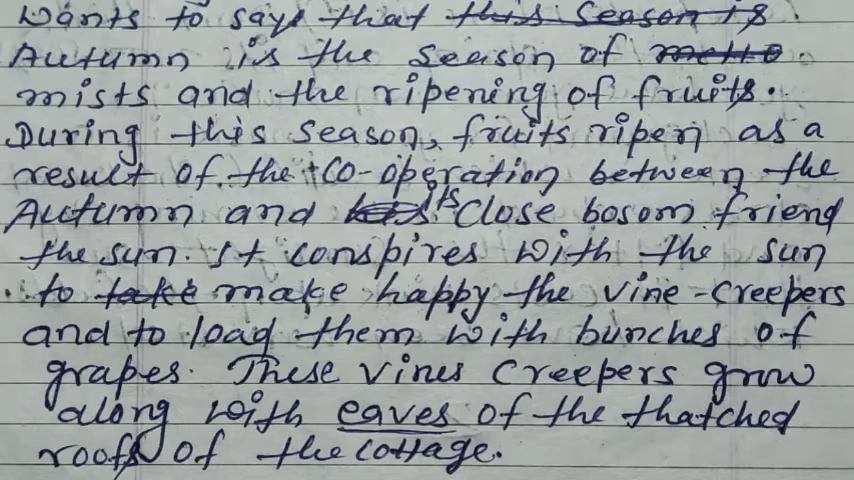 Wants to says that this Season is.
Autumn is the season of
mists and the ripening of fruits.
During this season, fruits ripen as a
result of the co-operation between the
Autumn and its close bosom friend
the sun. It conspires with the sun
to take make happy the vine-creepers
and to load them with bunches of
grapes. These vines creepers grow
along with eaves of the thatched
roofs of the cottage.